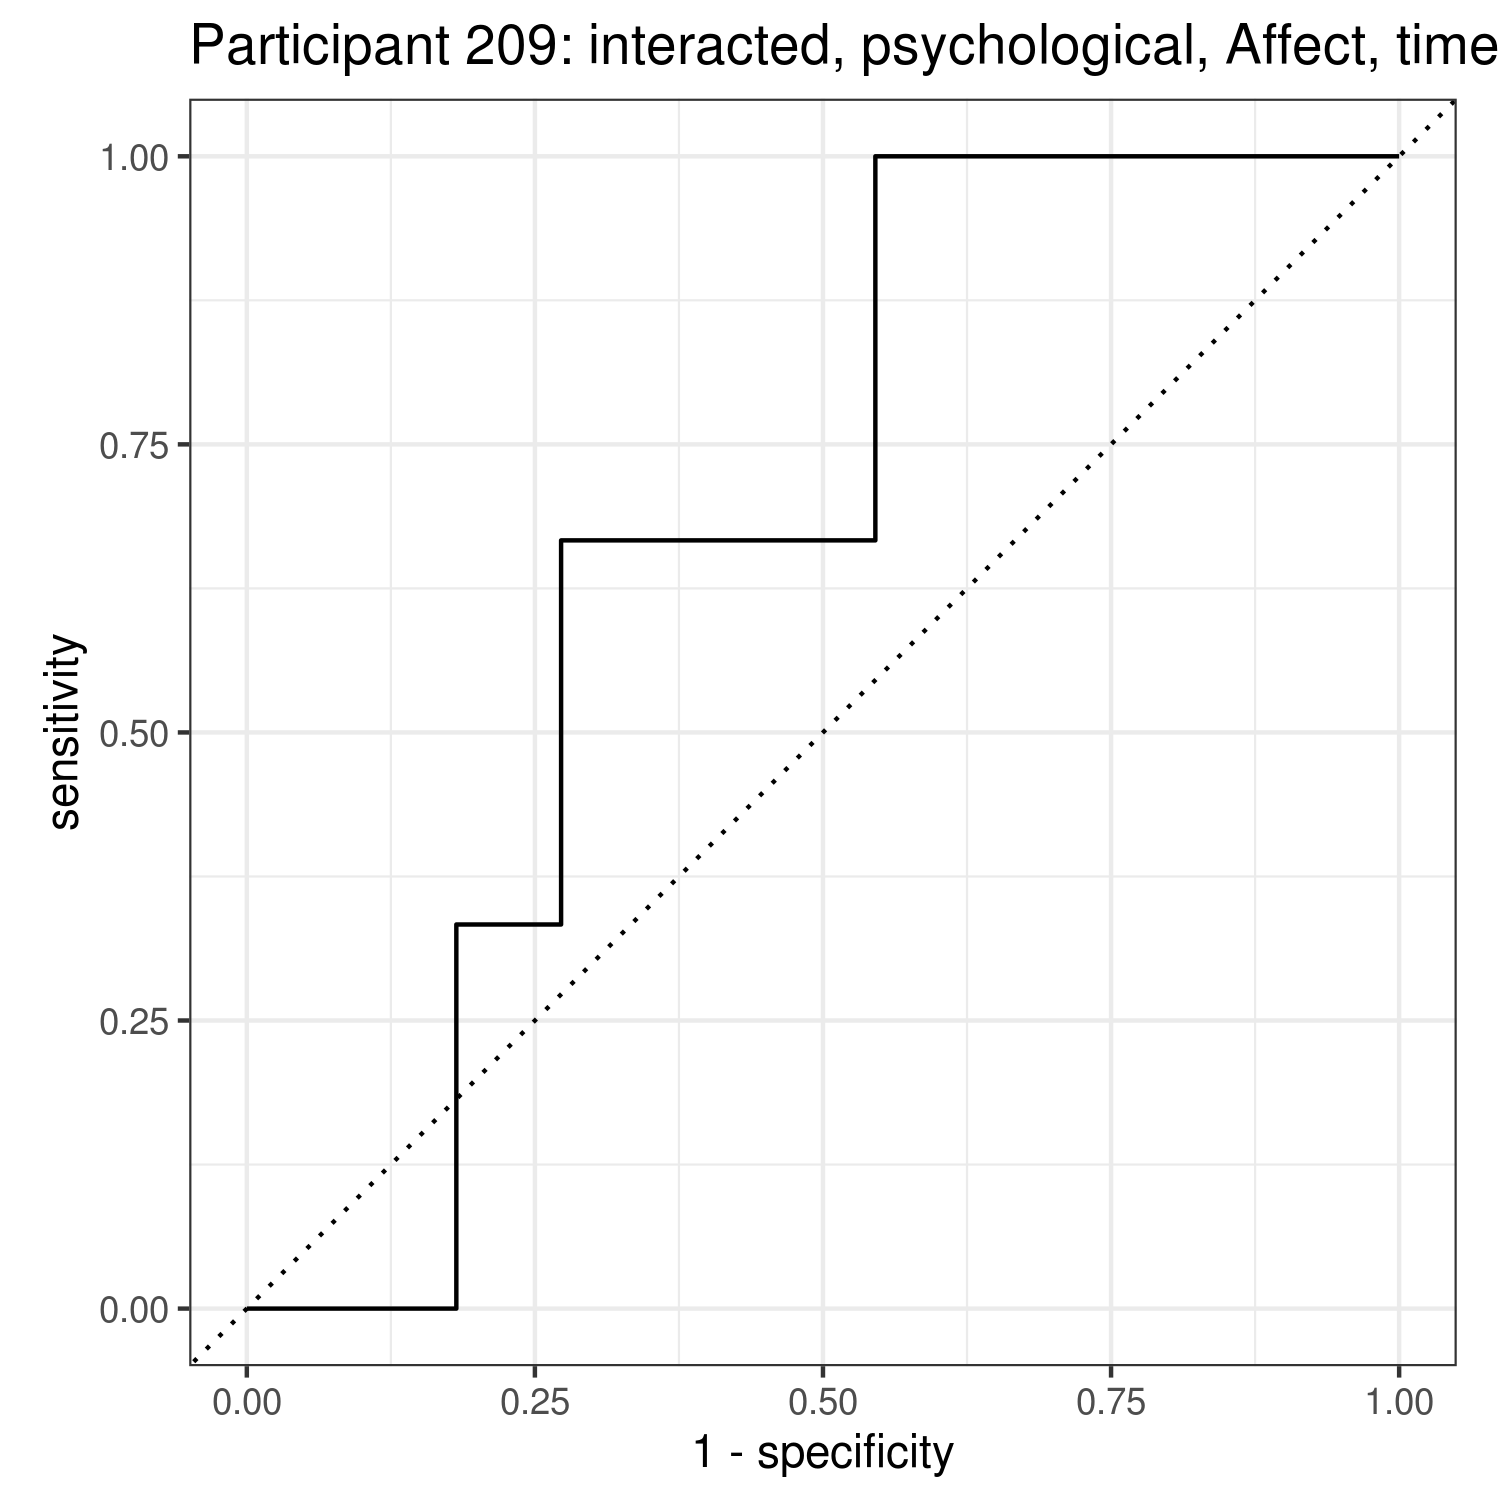 Participant 209: interacted, psychological, Affect, time
1.00
0.75
0.50
0.25
0.00
sensitivity
0.00 0.25 0.50 0.75 1.00
1 - specificity